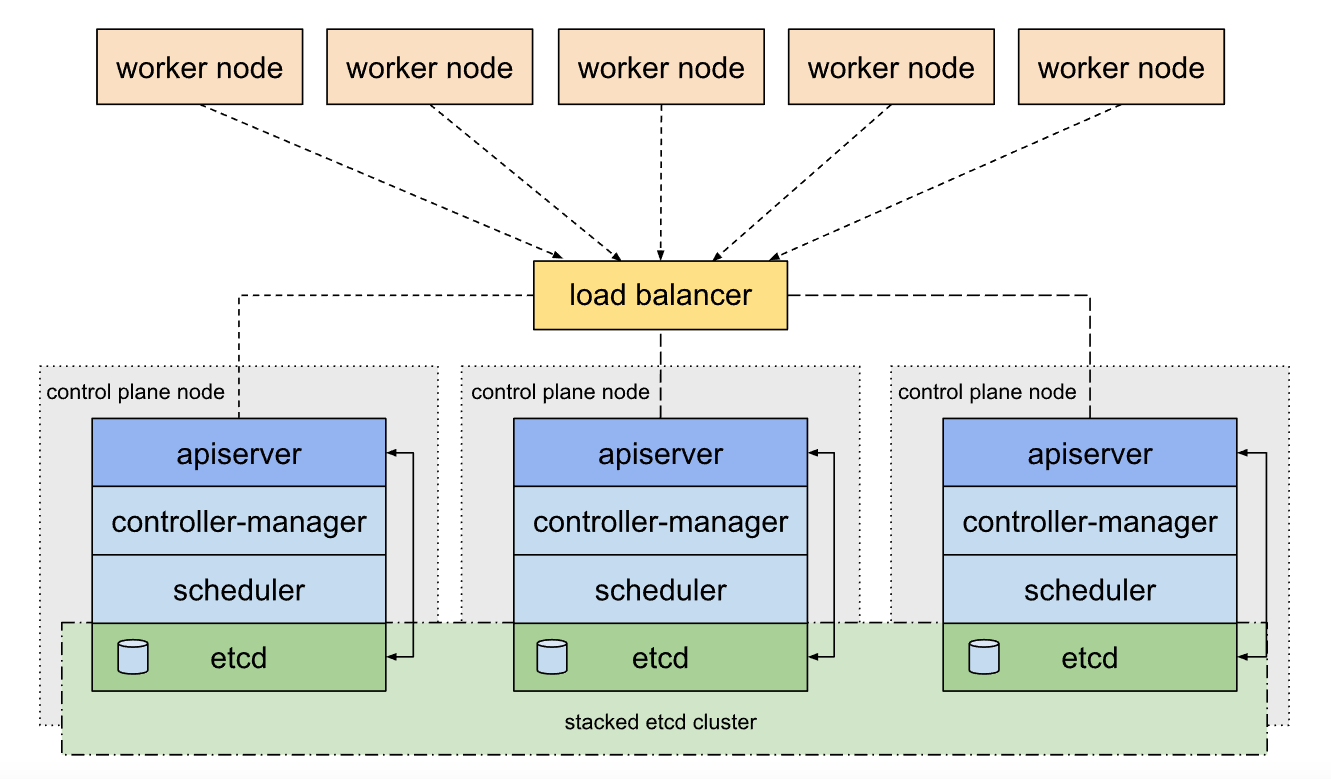 worker node
worker node
worker node
worker node
worker node
load balancer
control plane node
control plane node
control plane node
apiserver
apiserver
apiserver
controller-manager
controller-manager
controller-manager
scheduler
scheduler
scheduler
etcd
etcd
etcd
stacked etcd cluster